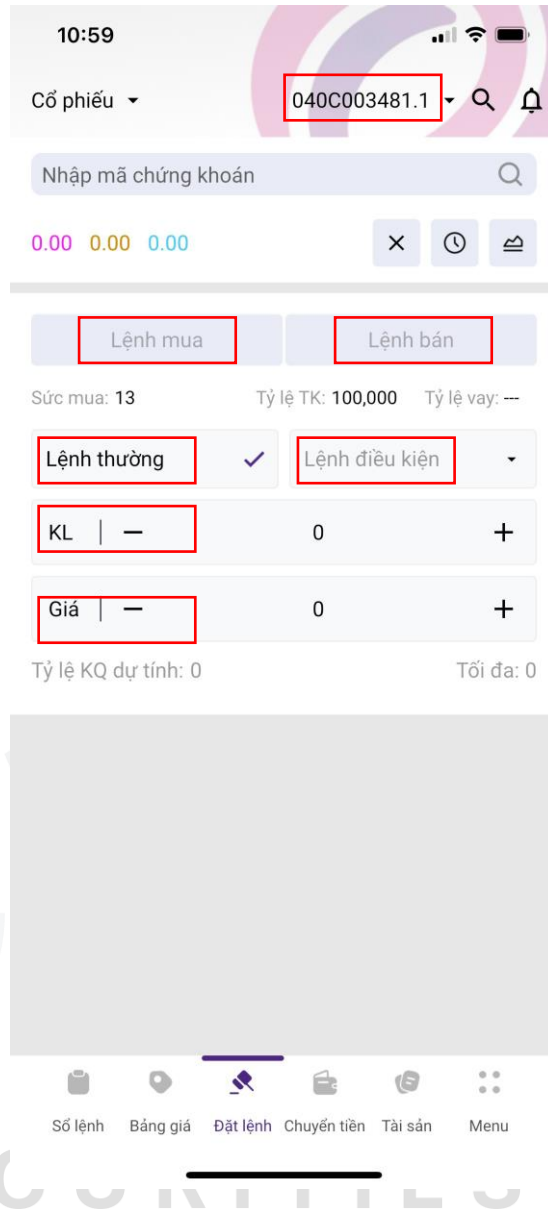 10:59
Cổ phiếu 040C003481.1
Nhập mã chứng khoán
0.00 0.00 0.00
Lệnh mua Lệnh bán
Sức mua: 13 Tỷ lệ TK: 100,000 Tỷ lệ vay: ---
Lệnh thường Lệnh điều kiện
KL 0
Giá 0
Tỷ lệ KQ dự tính: 0 Tối đa: 0
Sổ lệnh Bảng giá Đặt lệnh Chuyển tiền Tài sản Menu